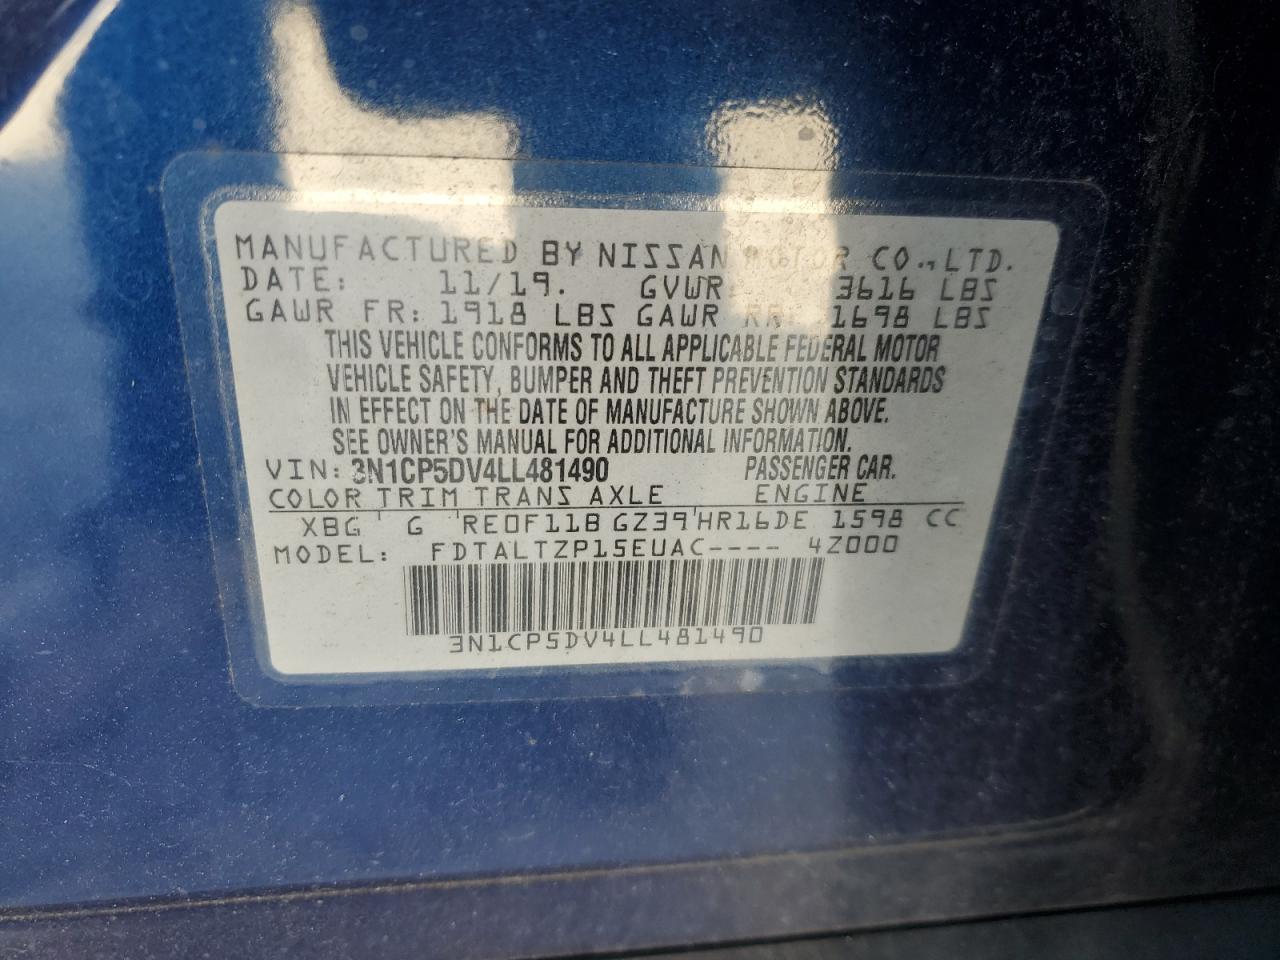 MANUFACTURED BY NISSAN MOTOR CO., LTD.
DATE: 11/19. GVWR: 3616 LBS
GAWR FR: 1918 LBS GAWR RR: 1698 LBS
THIS VEHICLE CONFORMS TO ALL APPLICABLE FEDERAL MOTOR
VEHICLE SAFETY, BUMPER AND THEFT PREVENTION STANDARDS
IN EFFECT ON THE DATE OF MANUFACTURE SHOWN ABOVE.
SEE OWNER'S MANUAL FOR ADDITIONAL INFORMATION.
VIN: 3N1CP5DV4LL481490 PASSENGER CAR.
COLOR TRIM TRANS AXLE ENGINE
XBG G RE0F11B GZ39 HR16DE 1598 CC
MODEL: FDTALTZP15EUAC---- 4Z000
3N1CP5DV4LL481490